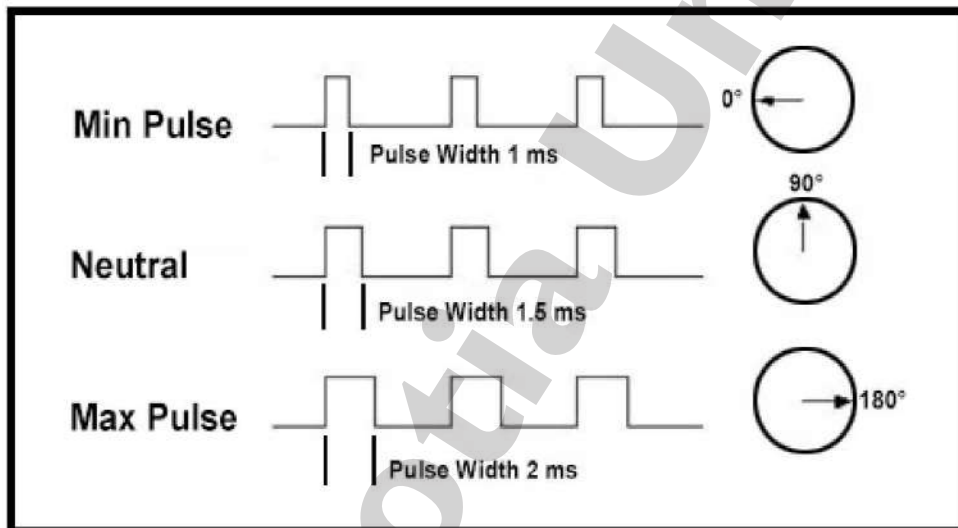 Min Pulse
Pulse Width 1 ms
0°
Neutral
Pulse Width 1.5 ms
90°
Max Pulse
Pulse Width 2 ms
180°